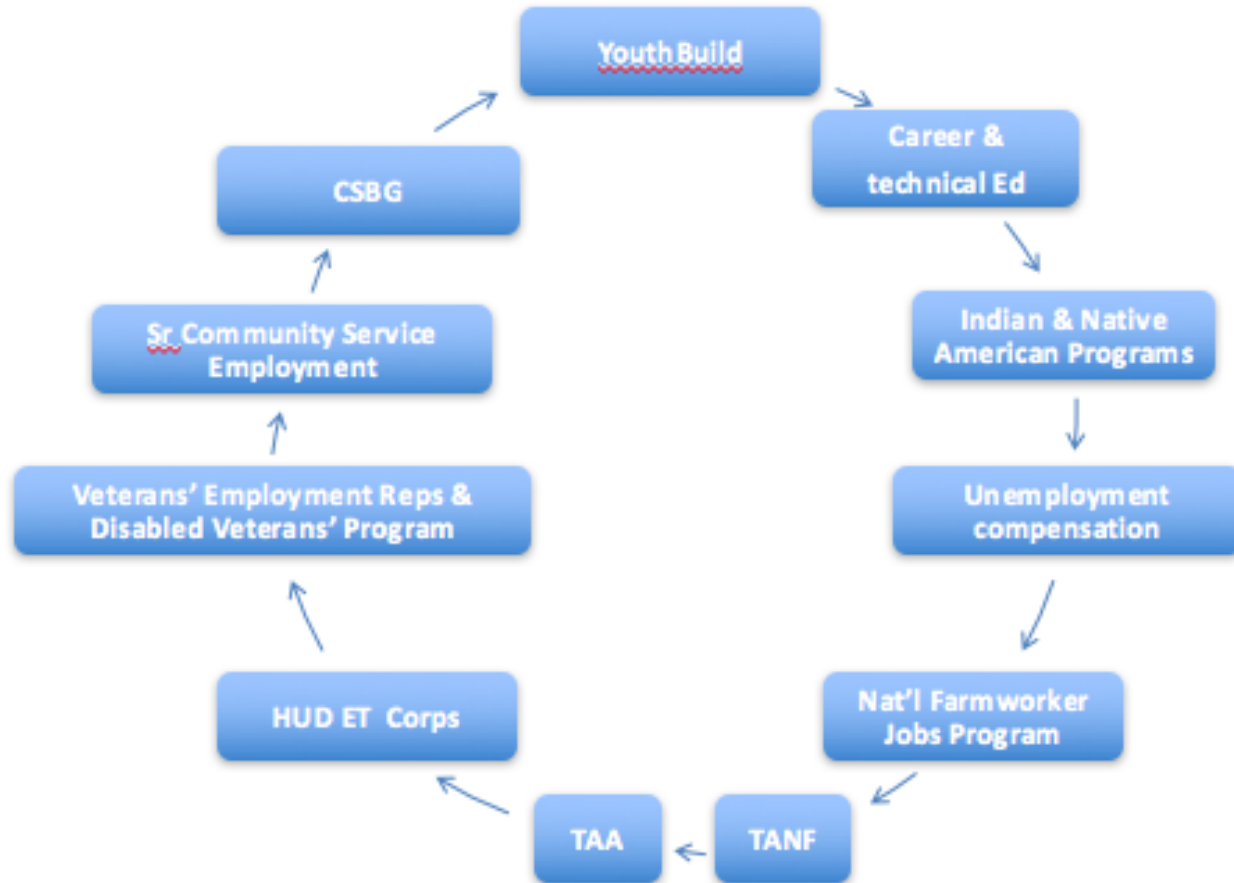 YouthBuild
Career &
technical Ed
Indian & Native
American Programs
Unemployment
compensation
Nat’l Farmworker
Jobs Program
TANF
TAA
HUD ET Corps
Veterans’ Employment Reps &
Disabled Veterans’ Program
Sr Community Service
Employment
CSBG